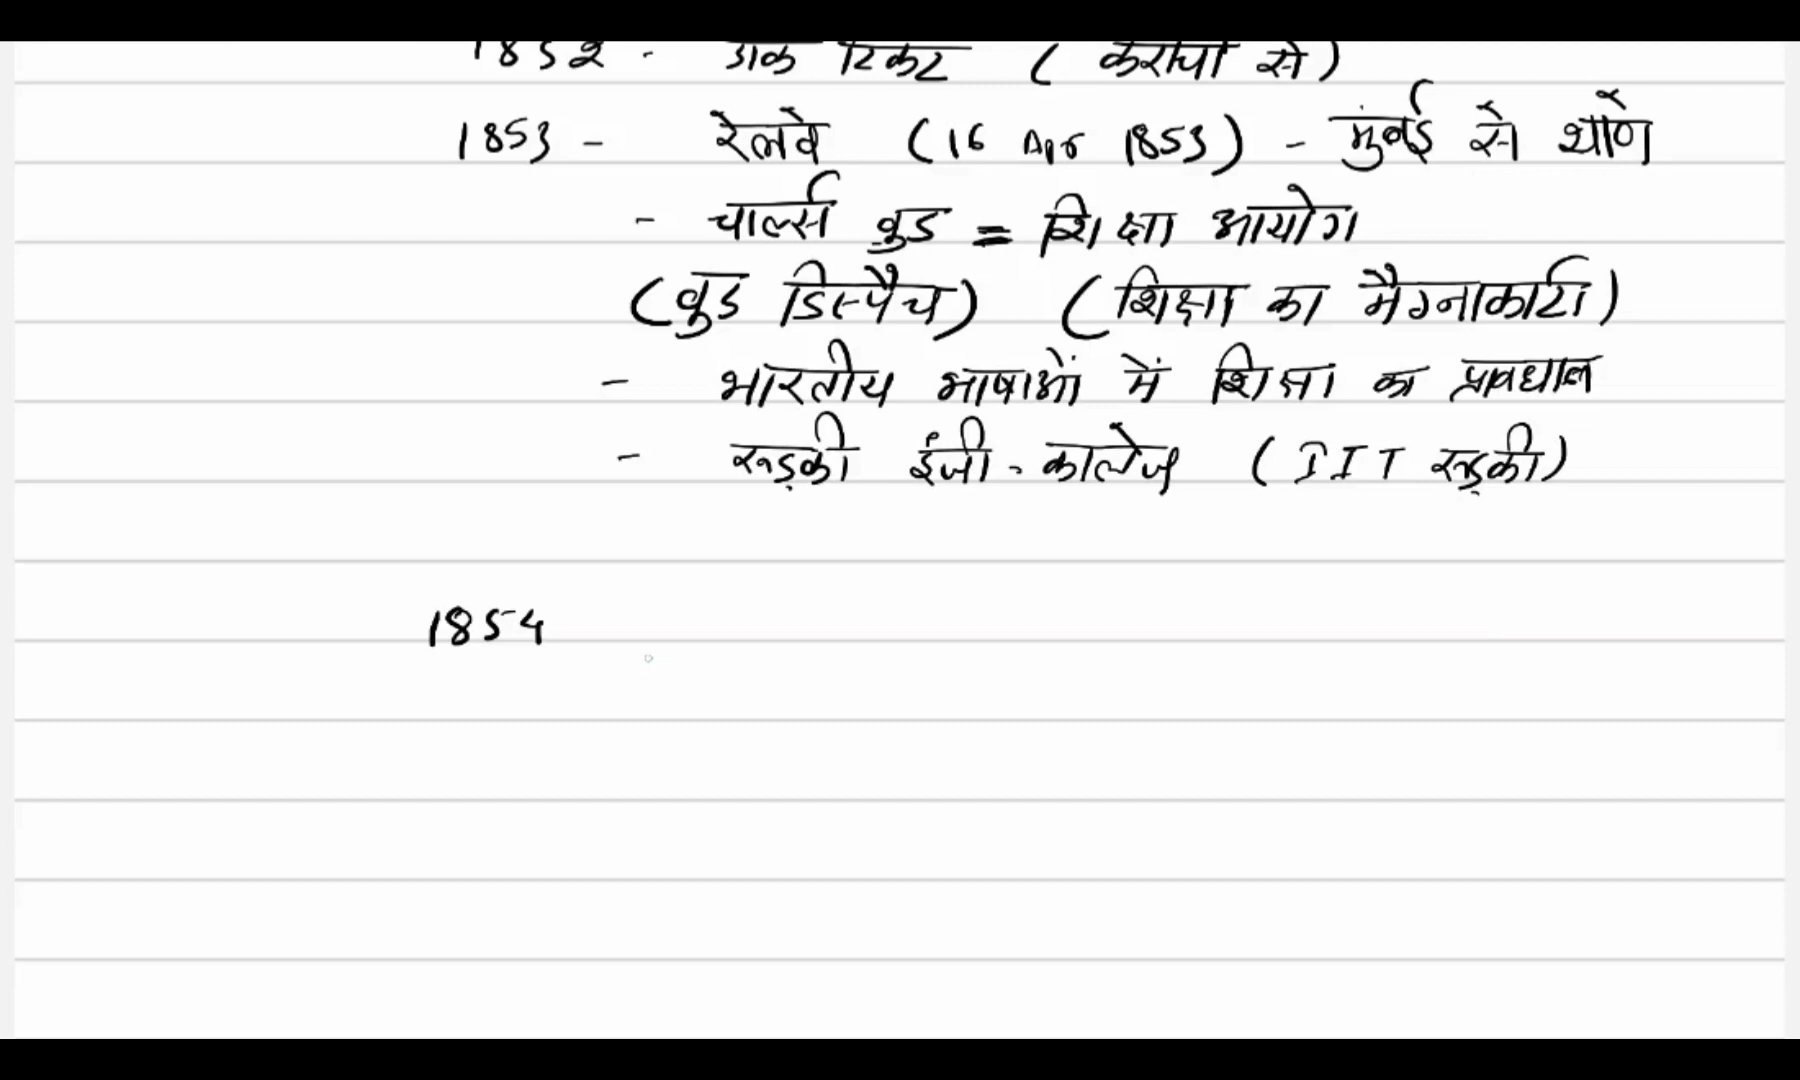 1852 - डाक टिकट ( कराची से )
1853 - रेलवे ( 16 Apr 1853 ) - मुंबई से थाणे
- चार्ल्स वुड = शिक्षा आयोग
( वुड डिस्पैच ) ( शिक्षा का मैग्नाकार्टा )
- भारतीय भाषाओं में शिक्षा का प्रावधान
- रुड़की इंजी. कालेज ( IIT रुड़की )
1854